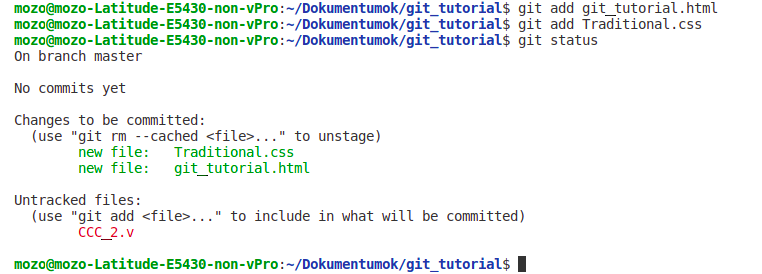 mozo@mozo-Latitude-E5430-non-vPro:~/Dokumentumok/git_tutorial$ git add git_tutorial.html
mozo@mozo-Latitude-E5430-non-vPro:~/Dokumentumok/git_tutorial$ git add Traditional.css
mozo@mozo-Latitude-E5430-non-vPro:~/Dokumentumok/git_tutorial$ git status
On branch master

No commits yet

Changes to be committed:
  (use "git rm --cached <file>..." to unstage)
        new file:   Traditional.css
        new file:   git_tutorial.html

Untracked files:
  (use "git add <file>..." to include in what will be committed)
        CCC_2.v

mozo@mozo-Latitude-E5430-non-vPro:~/Dokumentumok/git_tutorial$